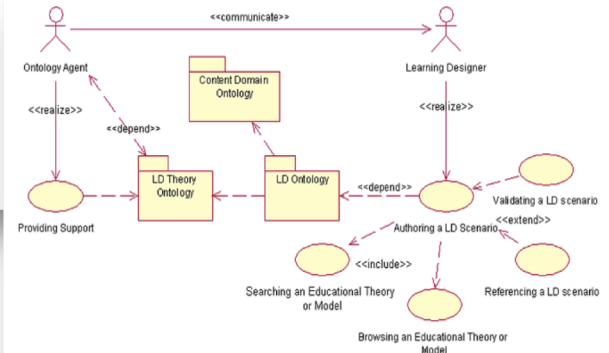 <<communicate>>
Ontology Agent
Learning Designer
Content Domain
Ontology
<<realize>>
<<realize>>
<<depend>>
LD Theory
Ontology
LD Ontology
<<depend>>
Validating a LD scenario
Providing Support
Authoring a LD Scenario
<<extend>>
<<include>>
Searching an Educational Theory
or Model
Referencing a LD scenario
Browsing an Educational Theory or
Model